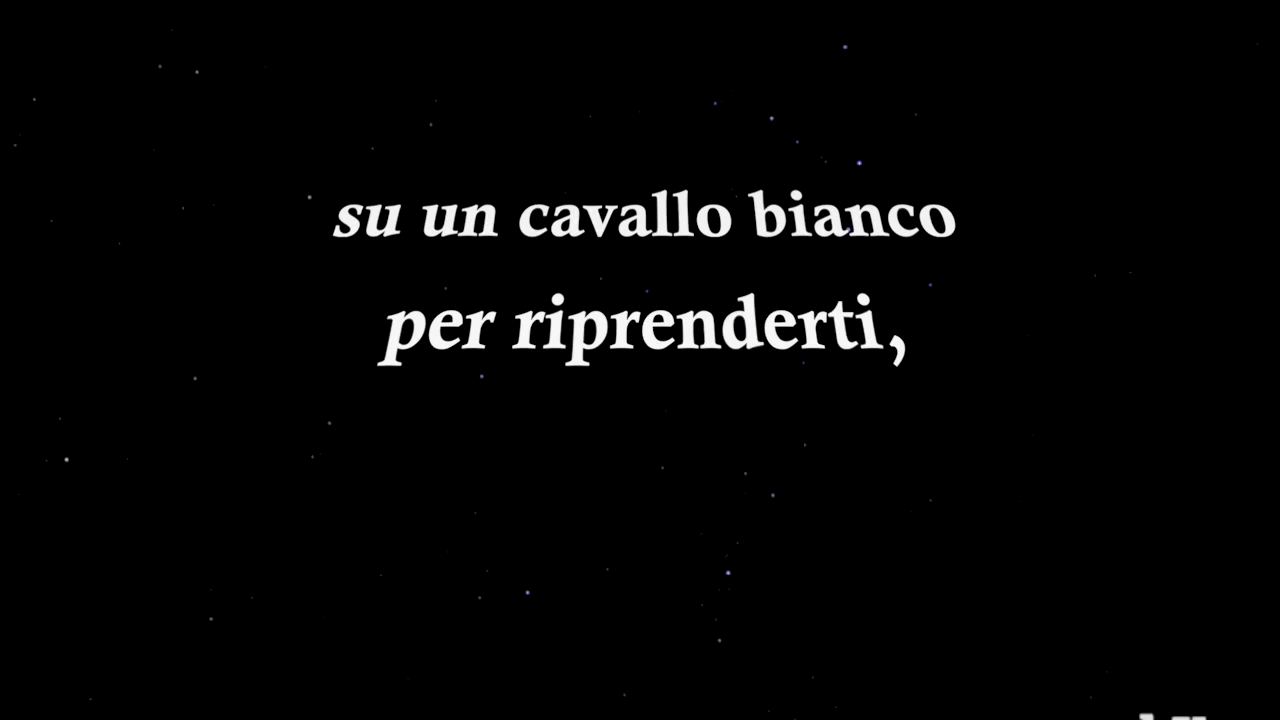 su un cavallo bianco
per riprenderti,